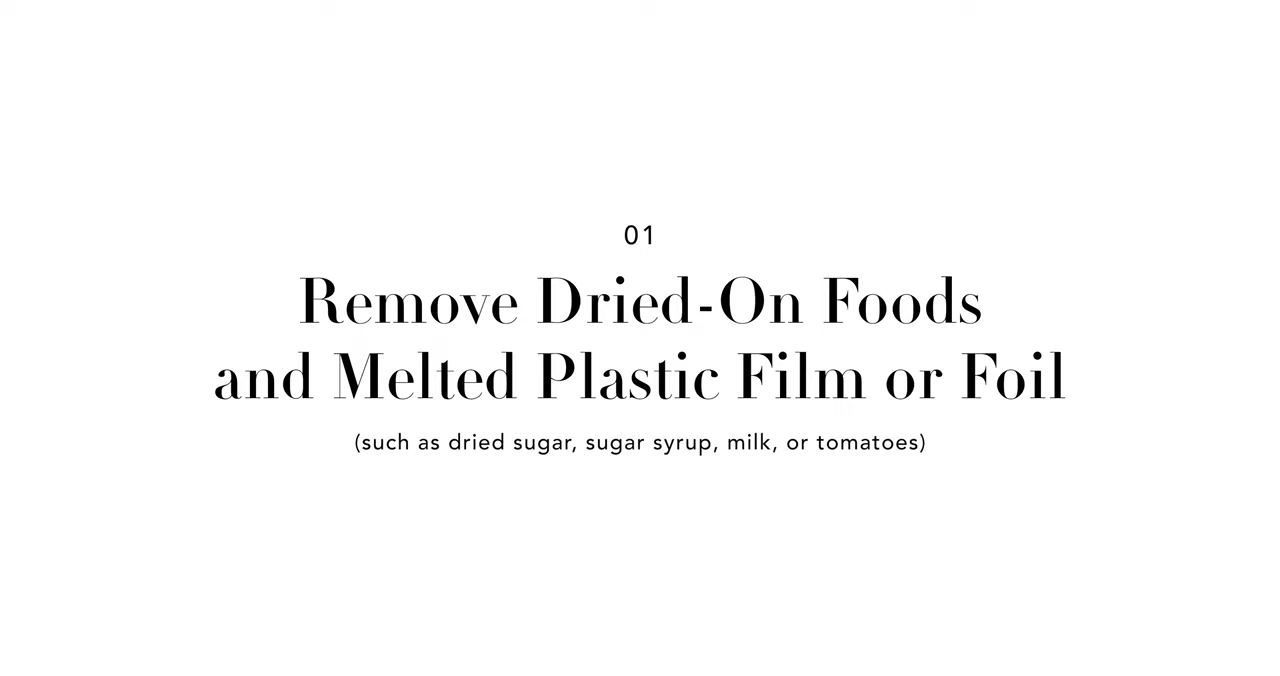 01
Remove Dried-On Foods
and Melted Plastic Film or Foil
(such as dried sugar, sugar syrup, milk, or tomatoes)